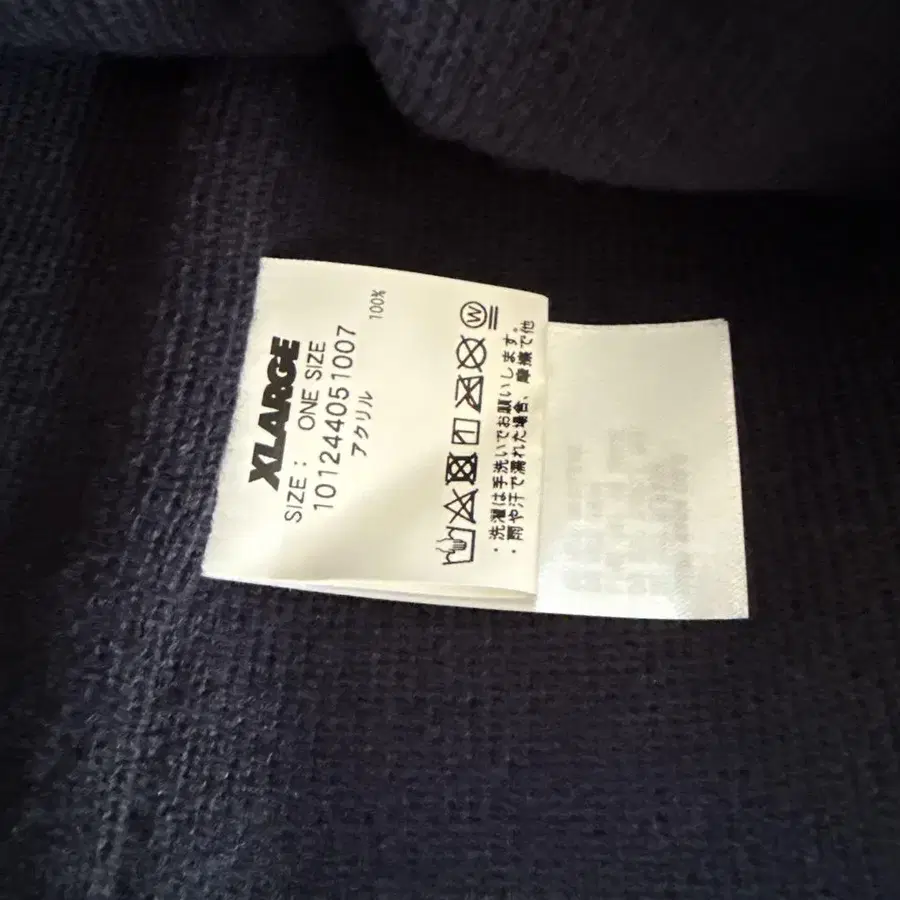 XLARGE
SIZE : ONE SIZE
101244051007
アクリル 100%
W
・洗濯は手洗いでお願いします。
・雨や汗で濡れた場合、摩擦で他